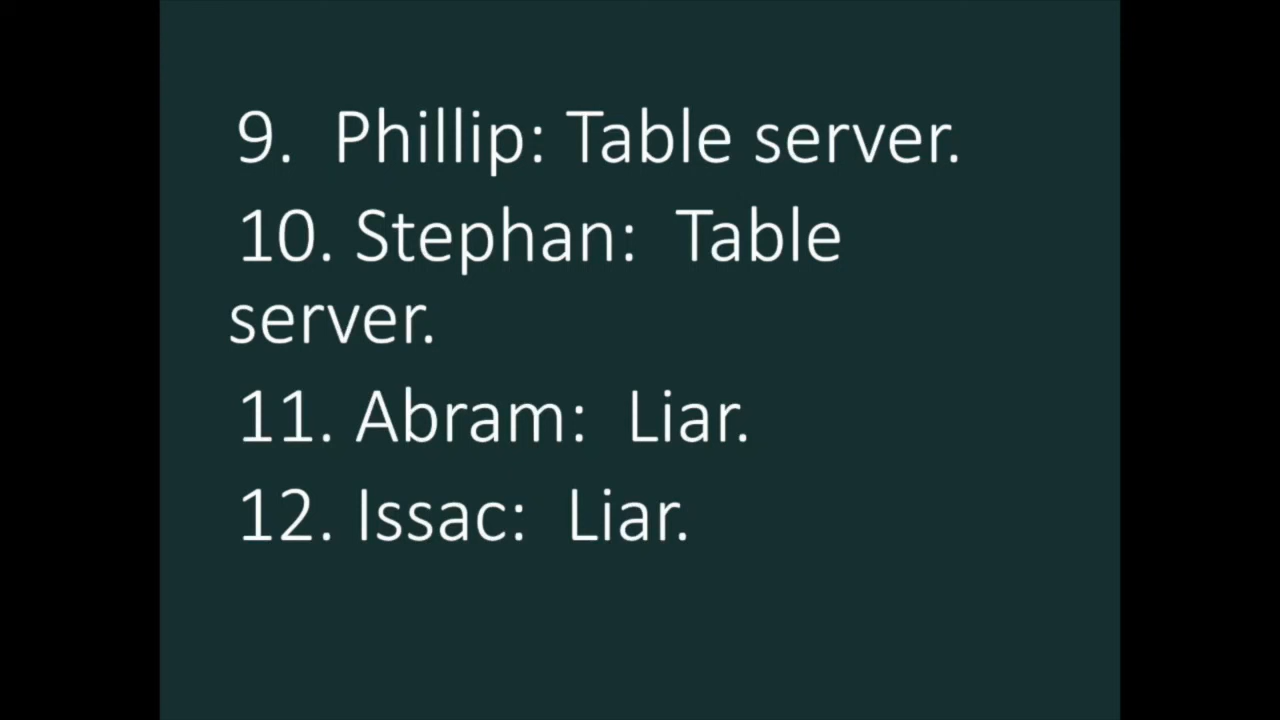 9. Phillip: Table server.
10. Stephan: Table
server.
11. Abram: Liar.
12. Issac: Liar.